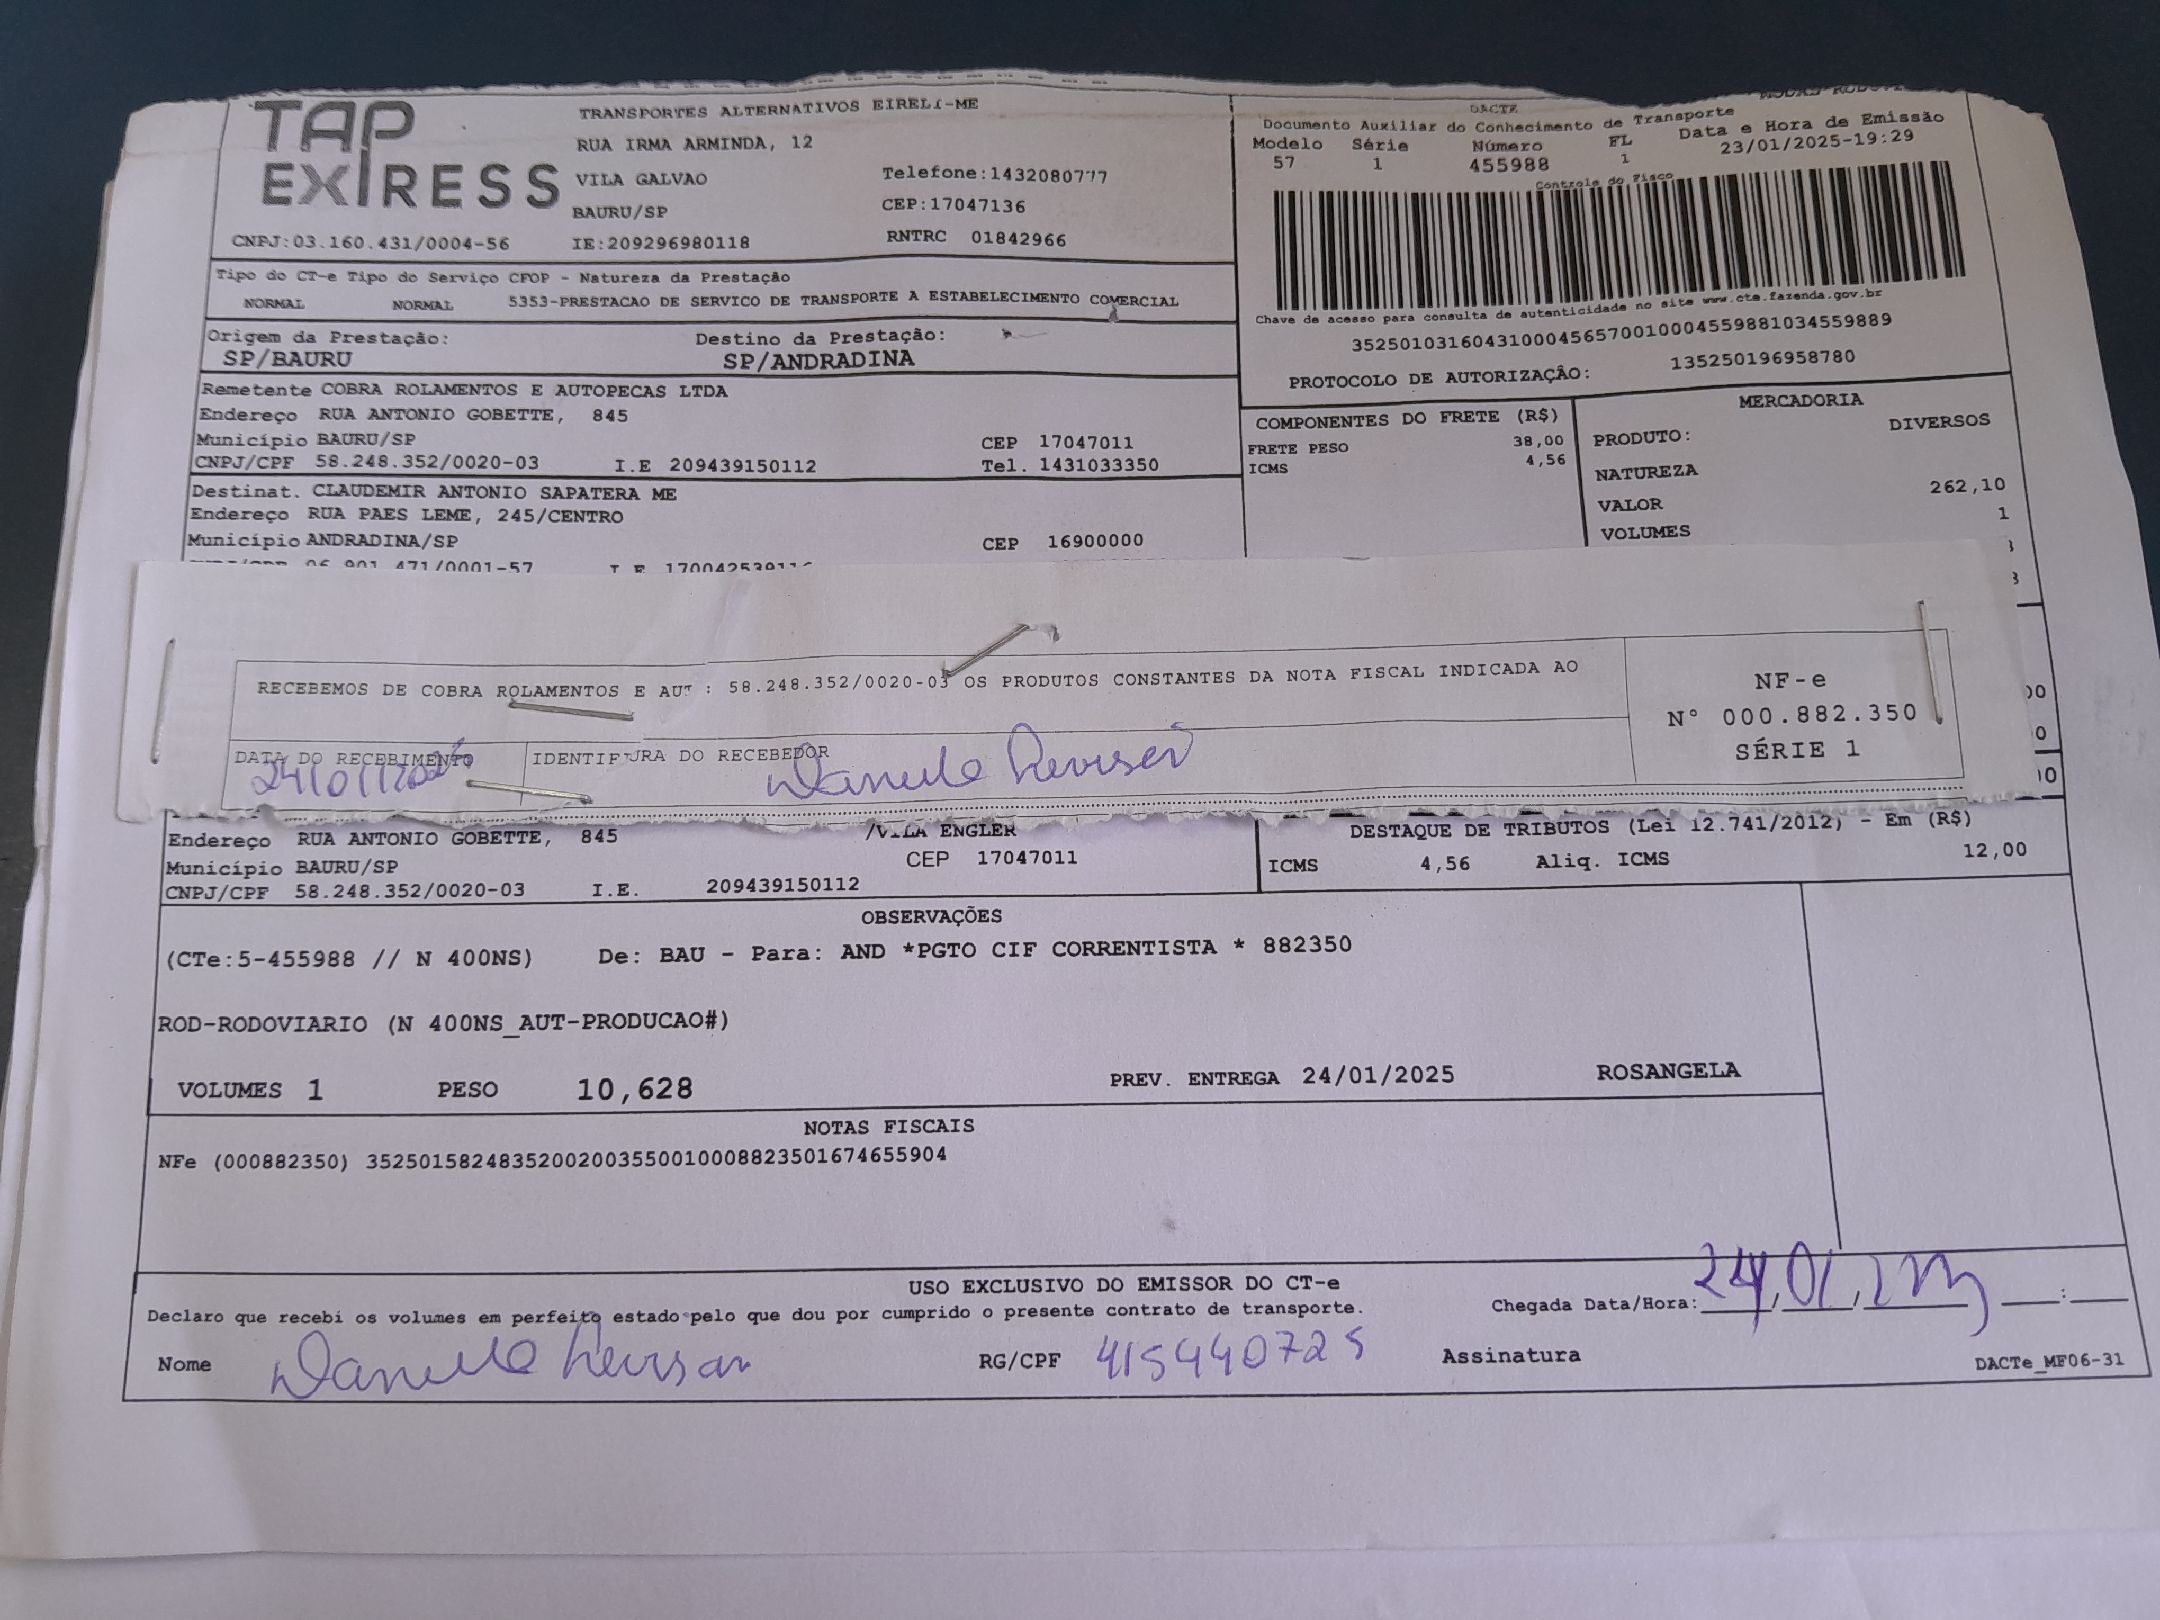 TAP
EXPRESS
TRANSPORTES ALTERNATIVOS EIRELI-ME
RUA IRMA ARMINDA, 12
VILA GALVAO
Telefone:1432080777
BAURU/SP
CEP:17047136
CNPJ:03.160.431/0004-56
IE:209296980118
RNTRC 01842966
DACTE
Documento Auxiliar do Conhecimento de Transporte
Modelo Série Número FL Data e Hora de Emissão
57 1 455988 1 23/01/2025-19:29
Controle do Fisco
Chave de acesso para consulta de autenticidade no site www.cte.fazenda.gov.br
35250103160431000456570010004559881034559889
PROTOCOLO DE AUTORIZAÇÂO: 135250196958780
Tipo do CT-e Tipo do Serviço CFOP - Natureza da Prestação
NORMAL NORMAL 5353-PRESTACAO DE SERVICO DE TRANSPORTE A ESTABELECIMENTO COMERCIAL
Origem da Prestação: Destino da Prestação:
SP/BAURU SP/ANDRADINA
Remetente COBRA ROLAMENTOS E AUTOPECAS LTDA
Endereço RUA ANTONIO GOBETTE, 845
Município BAURU/SP CEP 17047011
CNPJ/CPF 58.248.352/0020-03 I.E 209439150112 Tel. 1431033350
Destinat. CLAUDEMIR ANTONIO SAPATERA ME
Endereço RUA PAES LEME, 245/CENTRO
Município ANDRADINA/SP CEP 16900000
06.901.471/0001-57
COMPONENTES DO FRETE (R$)
FRETE PESO 38,00
ICMS 4,56
MERCADORIA
PRODUTO: DIVERSOS
NATUREZA
VALOR 262,10
VOLUMES 1
RECEBEMOS DE COBRA ROLAMENTOS E AUT : 58.248.352/0020-03 OS PRODUTOS CONSTANTES DA NOTA FISCAL INDICADA AO
NF-e
N° 000.882.350
SÉRIE 1
DATA DO RECEBIMENTO
IDENTIF URA DO RECEBEDOR
Endereço RUA ANTONIO GOBETTE, 845 /VILA ENGLER
Município BAURU/SP CEP 17047011
CNPJ/CPF 58.248.352/0020-03 I.E. 209439150112
DESTAQUE DE TRIBUTOS (Lei 12.741/2012) - Em (R$)
ICMS 4,56 Aliq. ICMS 12,00
OBSERVAÇÕES
(CTe:5-455988 // N 400NS) De: BAU - Para: AND *PGTO CIF CORRENTISTA * 882350
ROD-RODOVIARIO (N 400NS_AUT-PRODUCAO#)
VOLUMES 1 PESO 10,628 PREV. ENTREGA 24/01/2025 ROSANGELA
NOTAS FISCAIS
NFe (000882350) 35250158248352002003550010008823501674655904
USO EXCLUSIVO DO EMISSOR DO CT-e
Declaro que recebi os volumes em perfeito estado pelo que dou por cumprido o presente contrato de transporte.
Chegada Data/Hora:
Nome RG/CPF 415440725 Assinatura
DACTe_MF06-31